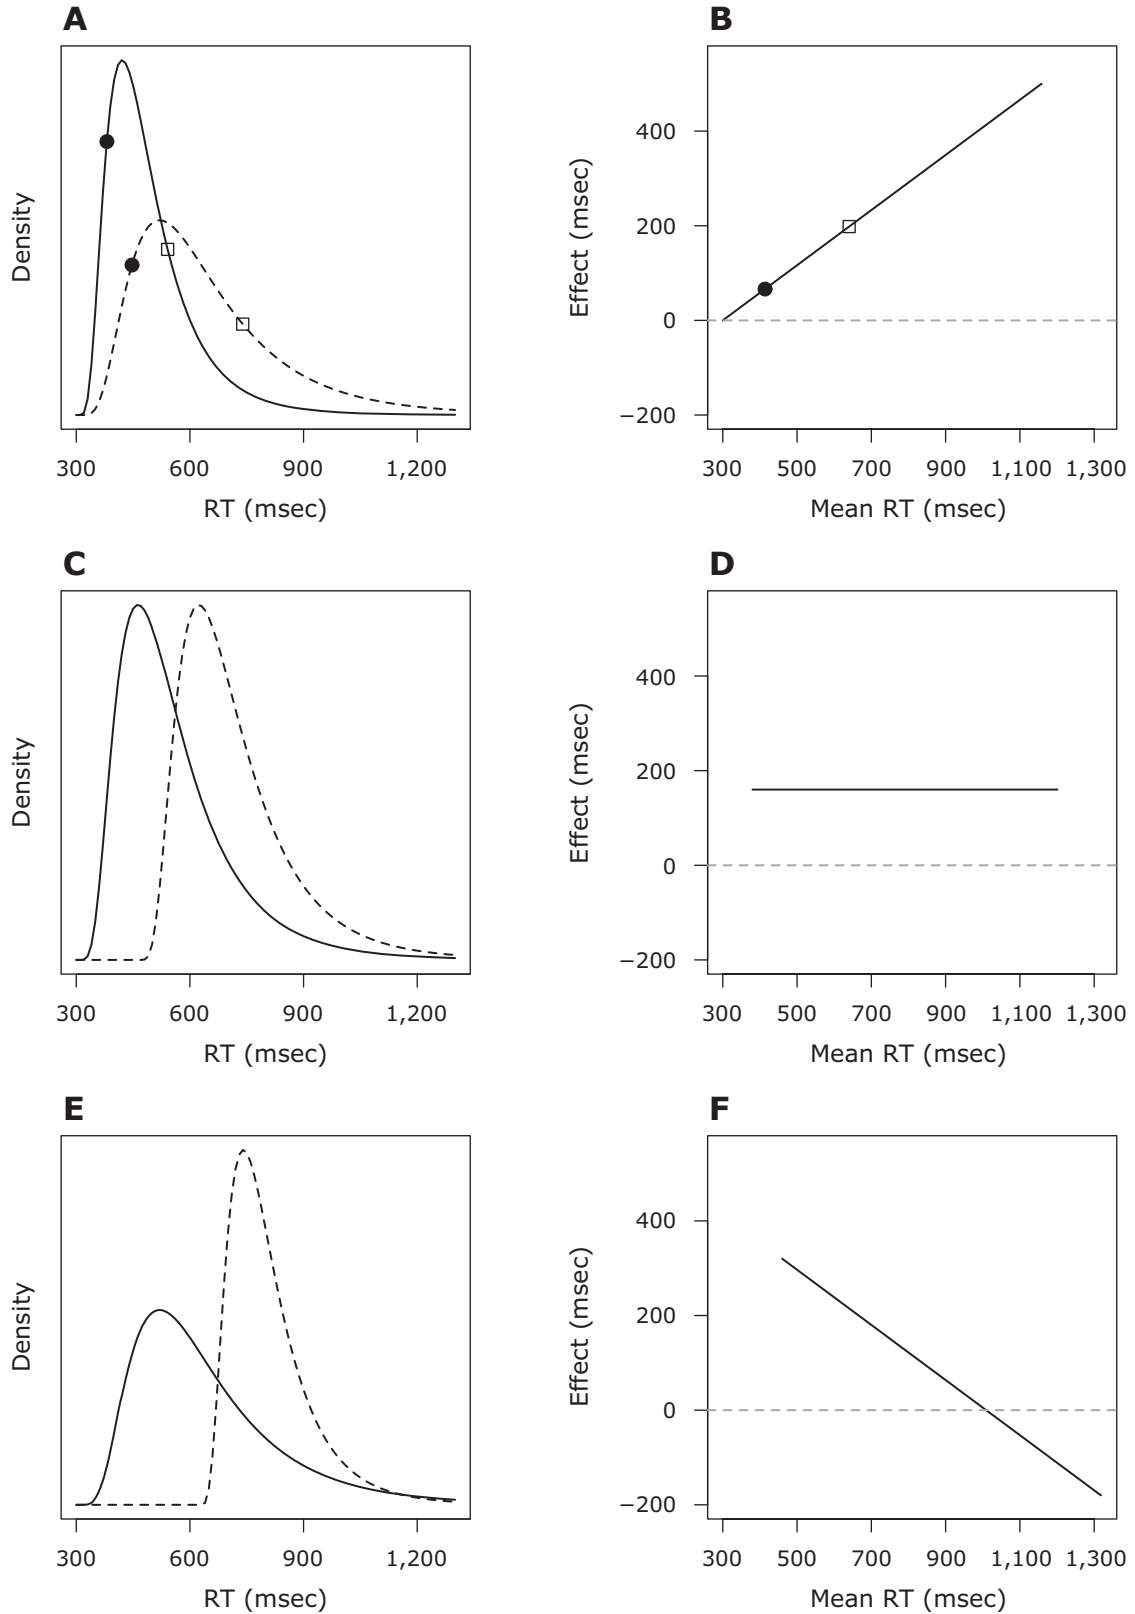 A
Density
300 600 900 1,200
RT (msec)
B
Effect (msec)
400
200
0
−200
300 500 700 900 1,100 1,300
Mean RT (msec)
C
Density
300 600 900 1,200
RT (msec)
D
Effect (msec)
400
200
0
−200
300 500 700 900 1,100 1,300
Mean RT (msec)
E
Density
300 600 900 1,200
RT (msec)
F
Effect (msec)
400
200
0
−200
300 500 700 900 1,100 1,300
Mean RT (msec)